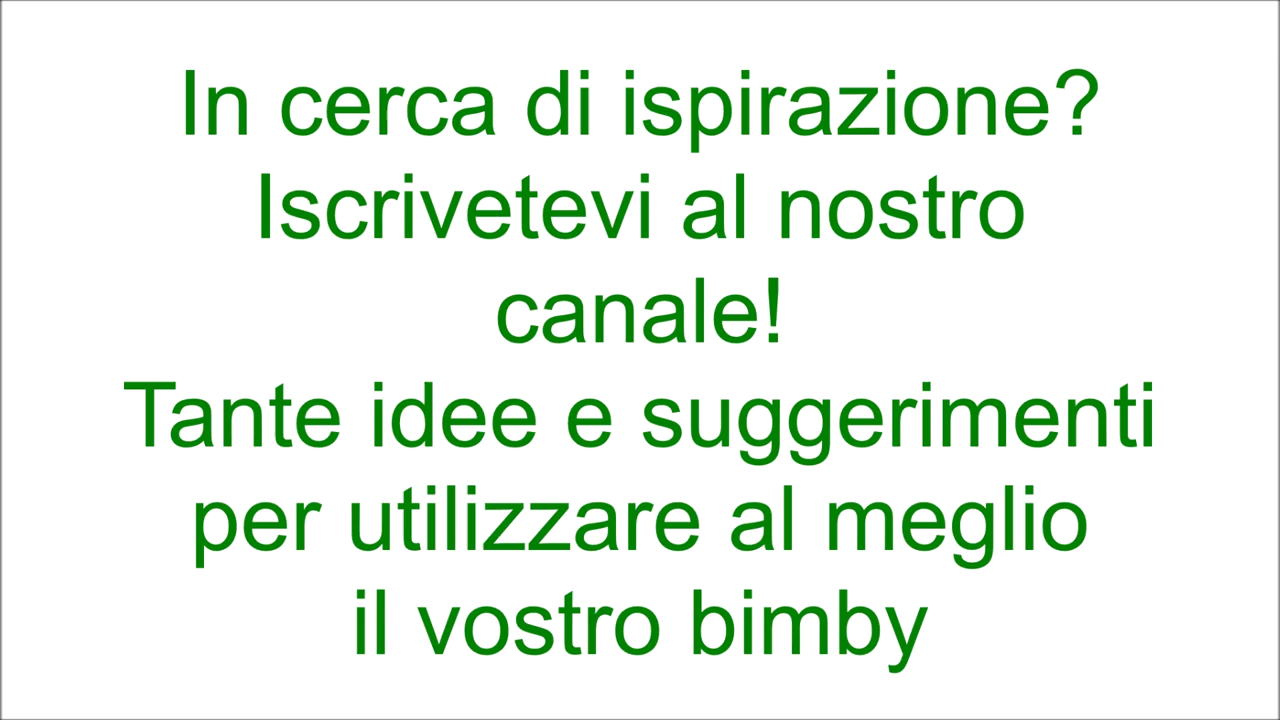 In cerca di ispirazione?
Iscrivetevi al nostro
canale!
Tante idee e suggerimenti
per utilizzare al meglio
il vostro bimby